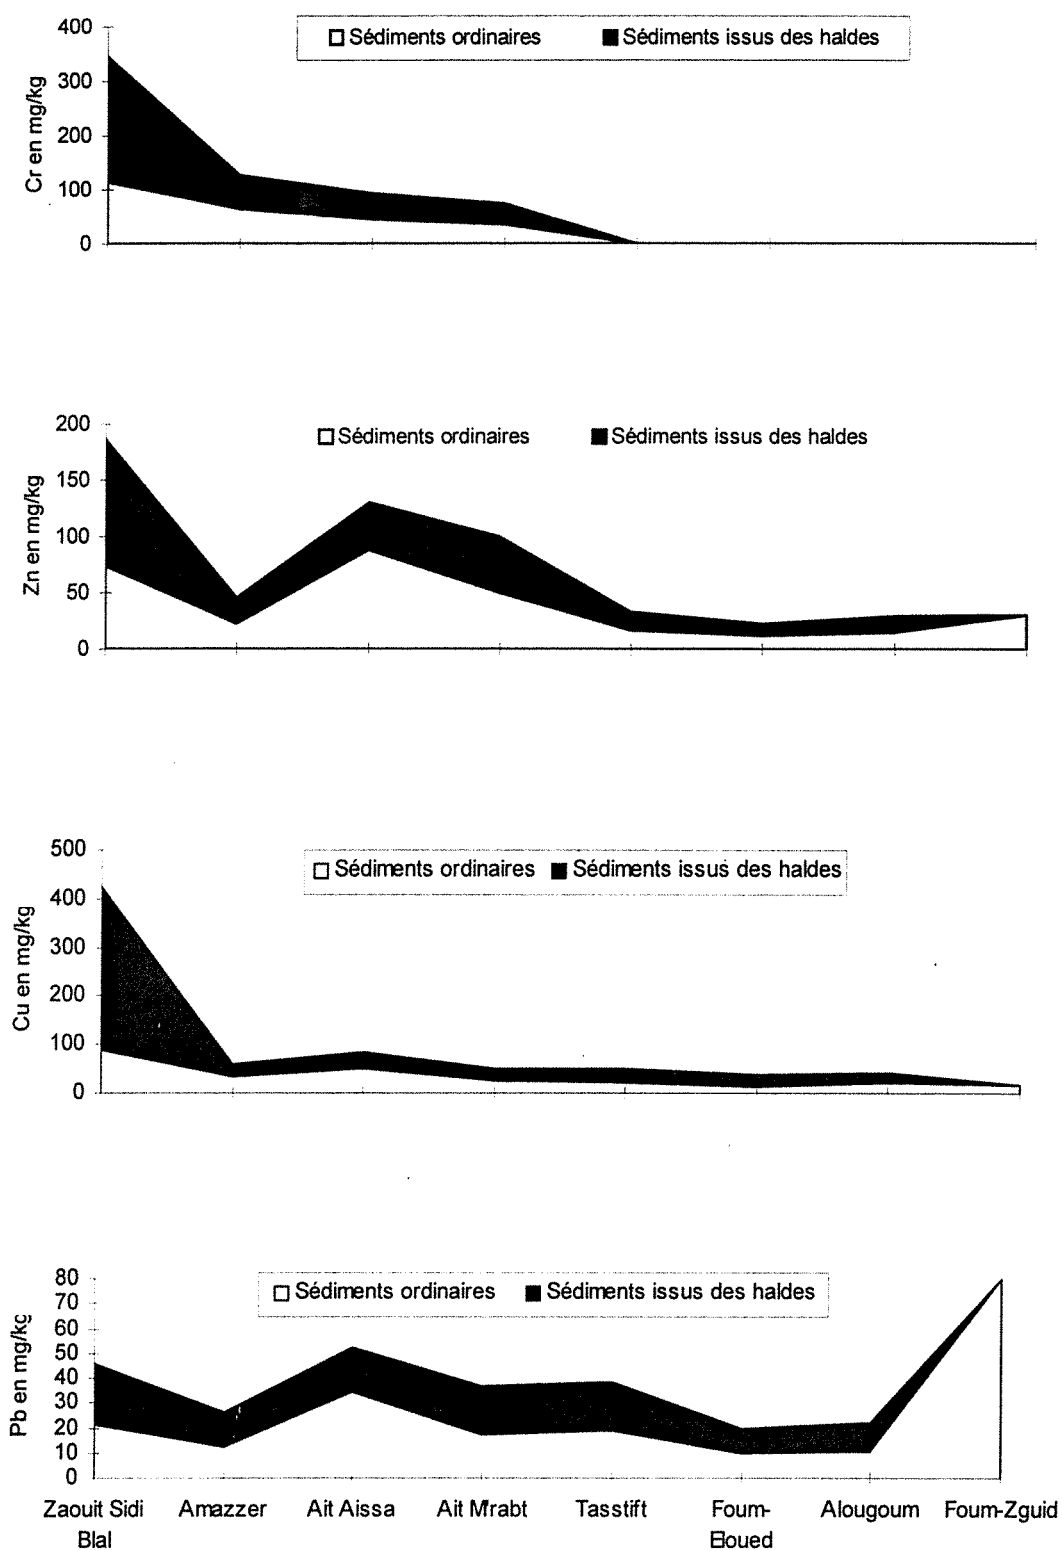 400
Sédiments ordinaires Sédiments issus des haldes
300
200
100
0
Cr en mg/kg
200
Sédiments ordinaires Sédiments issus des haldes
150
100
50
0
Zn en mg/kg
500
Sédiments ordinaires Sédiments issus des haldes
400
300
200
100
0
Cu en mg/kg
80
Sédiments ordinaires Sédiments issus des haldes
70
60
50
40
30
20
10
0
Pb en mg/kg
Zaouit Sidi Amazzer Ait Aissa Ait M'rabt Tasstift Foum- Alougoum Foum-Zguid
Blal Eloued